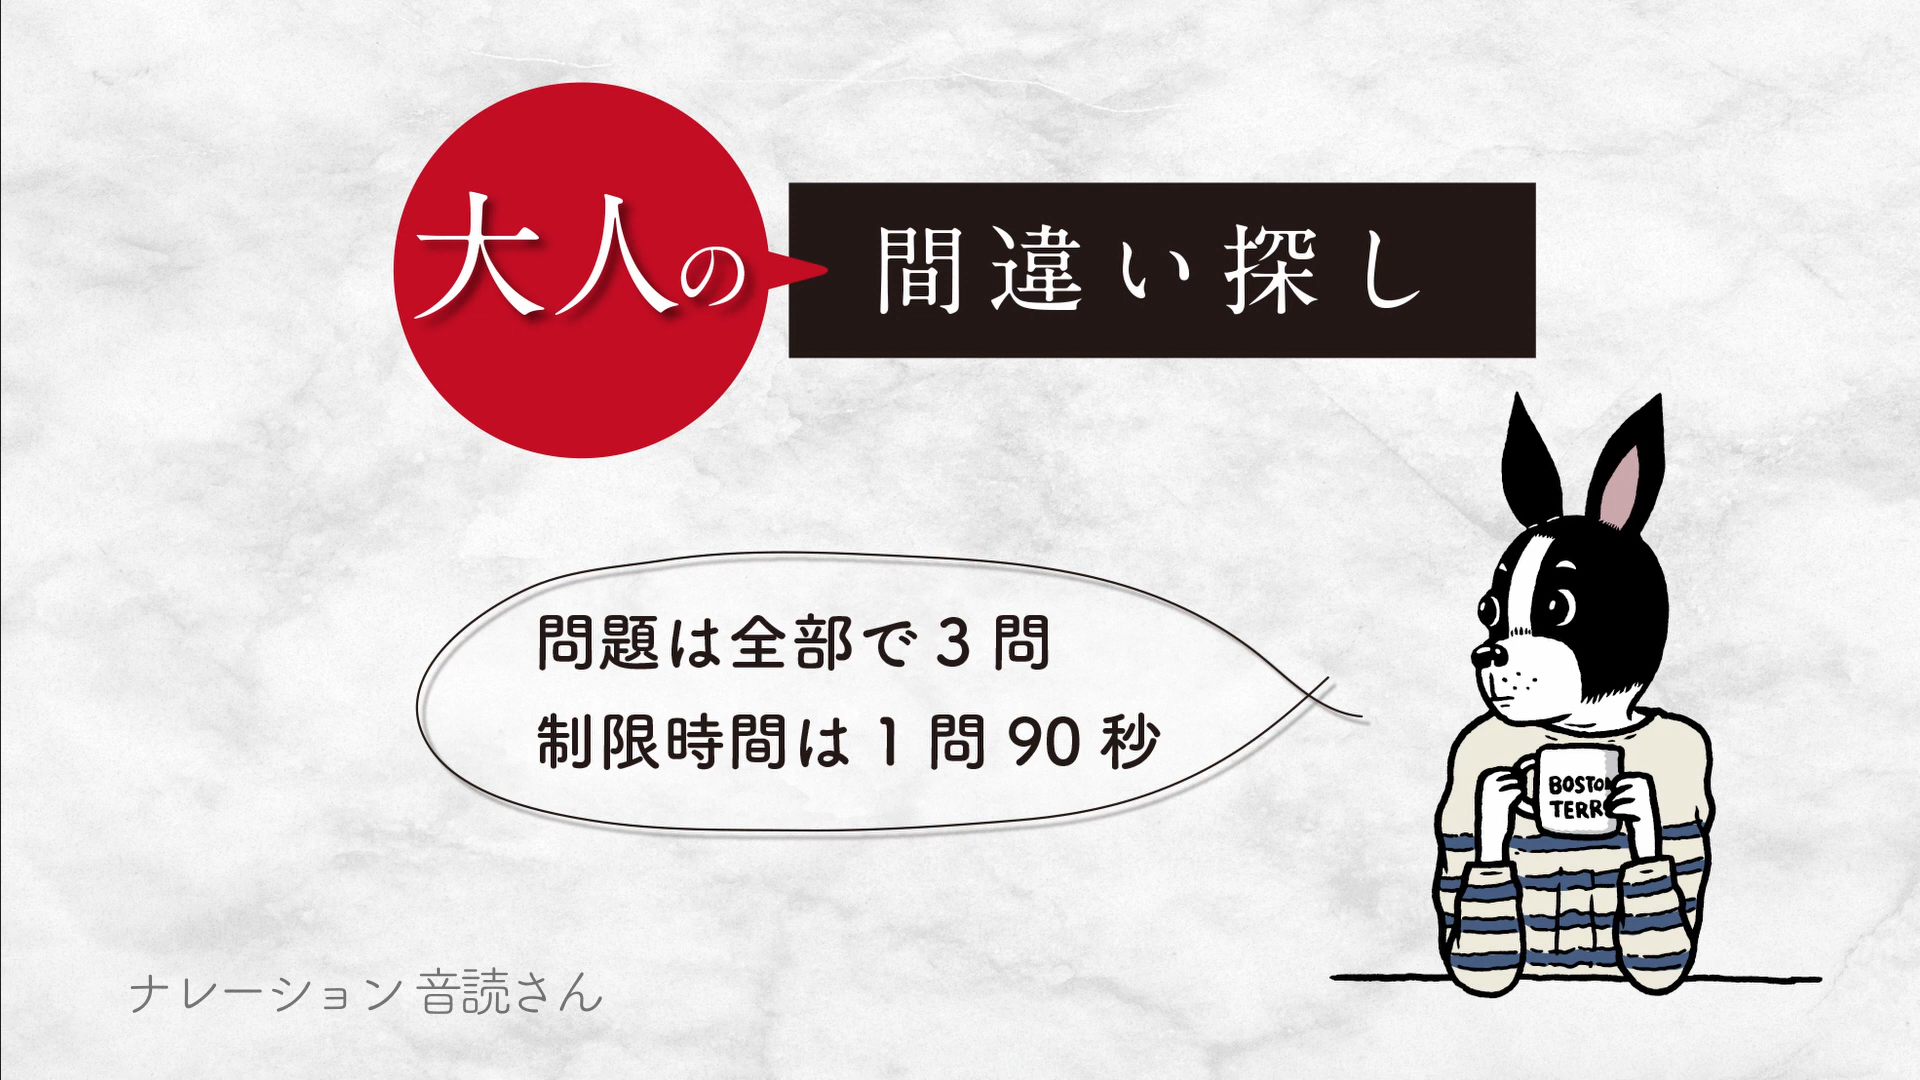 大人の
間違い探し
問題は全部で3問
制限時間は1問90秒
BOSTON
TERR
ナレーション 音読さん